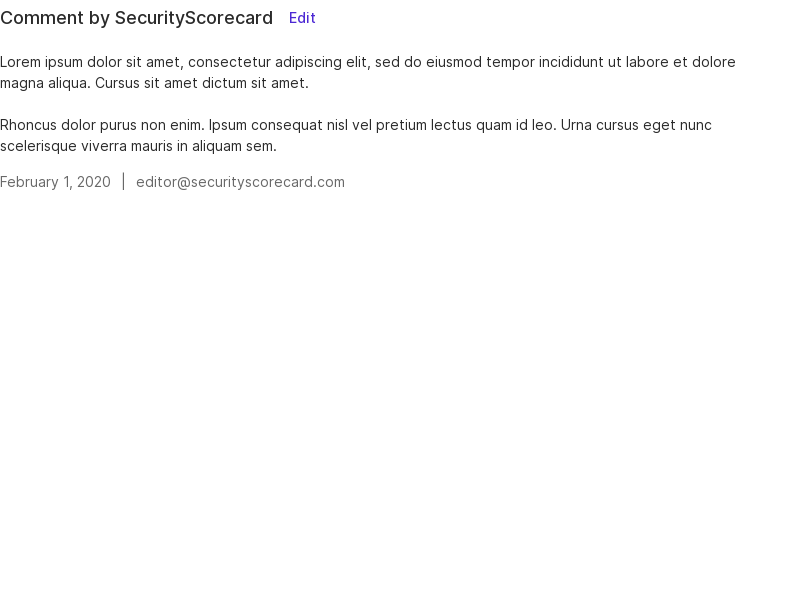 Comment by SecurityScorecard Edit
Lorem ipsum dolor sit amet, consectetur adipiscing elit, sed do eiusmod tempor incididunt ut labore et dolore
magna aliqua. Cursus sit amet dictum sit amet.
Rhoncus dolor purus non enim. Ipsum consequat nisl vel pretium lectus quam id leo. Urna cursus eget nunc
scelerisque viverra mauris in aliquam sem.
February 1, 2020 | editor@securityscorecard.com